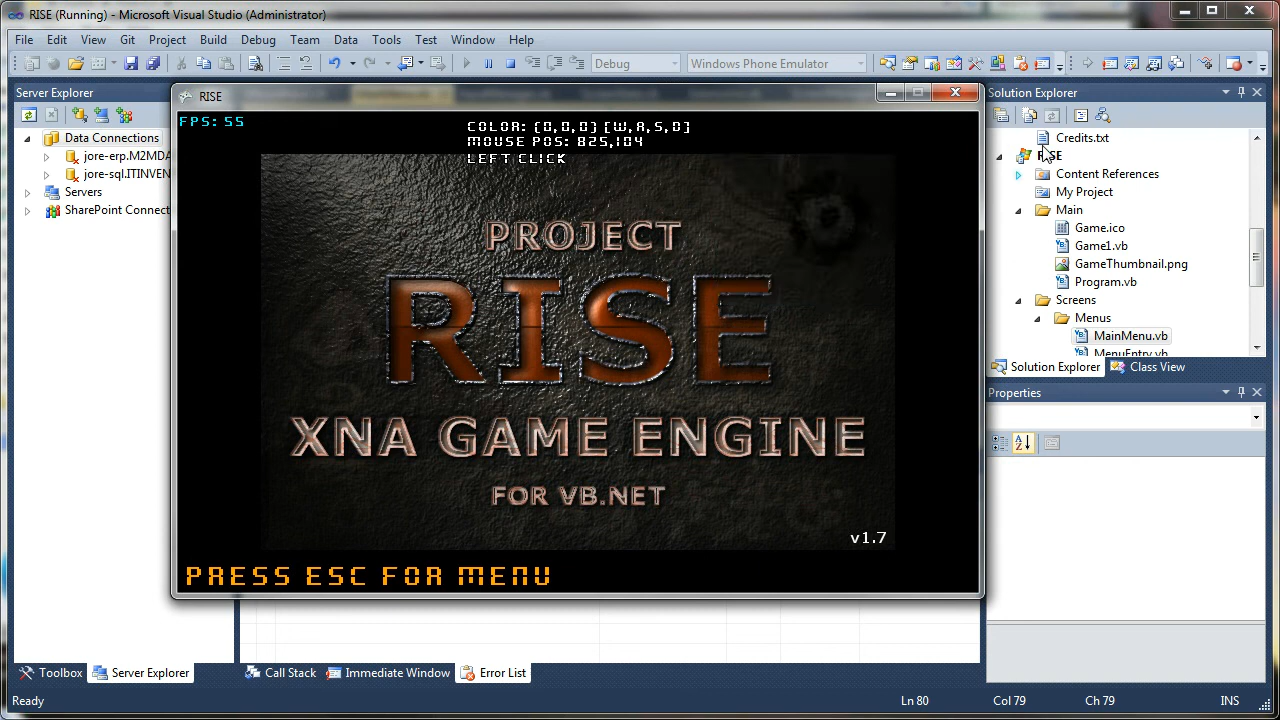 RISE (Running) - Microsoft Visual Studio (Administrator)
File Edit View Git Project Build Debug Team Data Tools Test Window Help
Debug Windows Phone Emulator
Server Explorer
Data Connections
jore-erp.M2MDA
jore-sql.ITINVEN
Servers
SharePoint Connect
RISE
FPS: 55
COLOR: {0,0,0} [W,A,S,D]
MOUSE POS: 825,104
LEFT CLICK
PROJECT
RISE
XNA GAME ENGINE
FOR VB.NET
v1.7
PRESS ESC FOR MENU
Solution Explorer
Credits.txt
RISE
Content References
My Project
Main
Game.ico
Game1.vb
GameThumbnail.png
Program.vb
Screens
Menus
MainMenu.vb
MenuEntry.vb
Solution Explorer Class View
Properties
Toolbox Server Explorer Call Stack Immediate Window Error List
Ready Ln 80 Col 79 Ch 79 INS